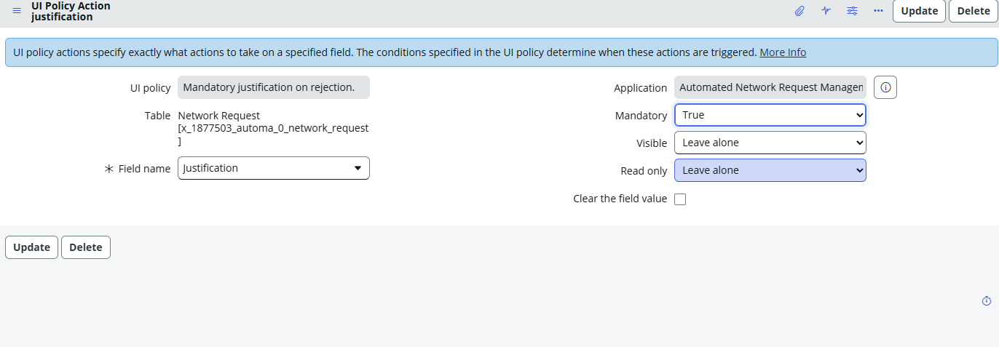 UI Policy Action
justification
Update
Delete
UI policy actions specify exactly what actions to take on a specified field. The conditions specified in the UI policy determine when these actions are triggered. More Info
UI policy
Mandatory justification on rejection.
Table
Network Request
[x_1877503_automa_0_network_request
]
Field name
Justification
Application
Automated Network Request Managen
Mandatory
True
Visible
Leave alone
Read only
Leave alone
Clear the field value
Update
Delete